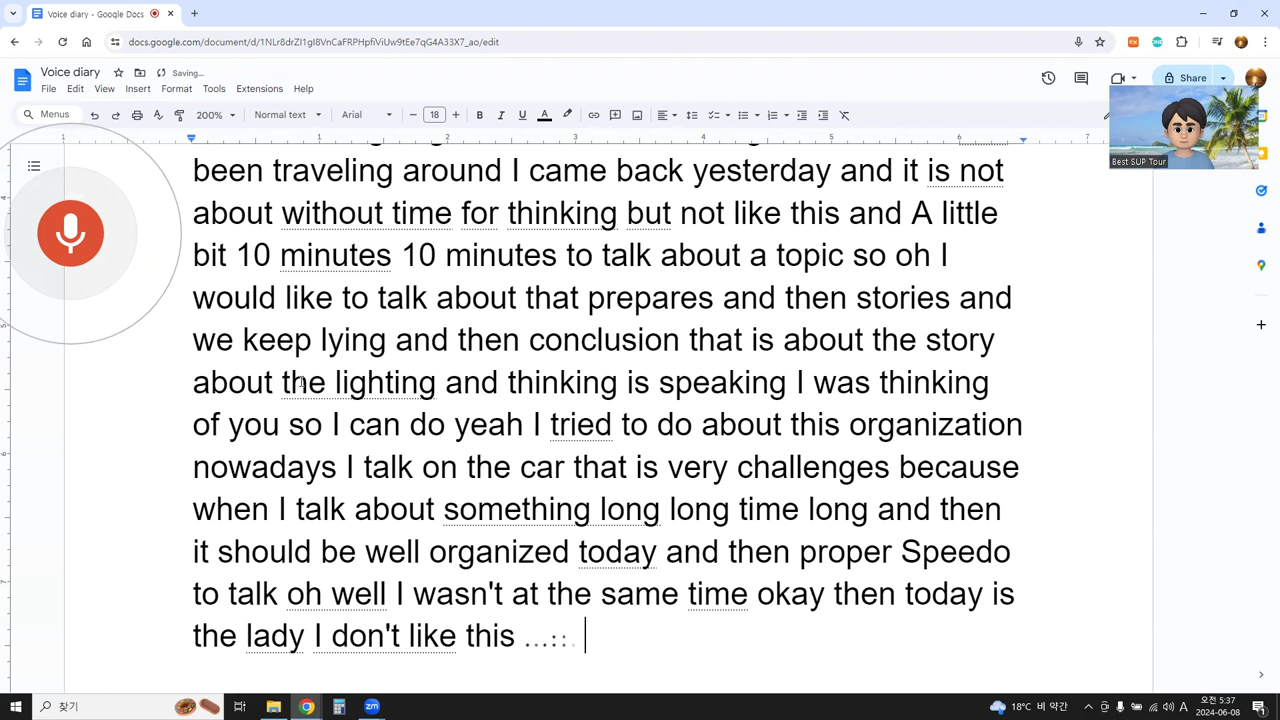 Voice diary - Google Docs
docs.google.com/document/d/1NLr8drZI1gI8VnCaFRPHpfiViUw9tEe7qG4A33X7_ao/edit
Voice diary
Saving...
File Edit View Insert Format Tools Extensions Help
Share
Menus
200%
Normal text
Arial
18
Best SUP Tour
1 1 2 3 4 5 6
been traveling around I came back yesterday and it is not
about without time for thinking but not like this and A little
bit 10 minutes 10 minutes to talk about a topic so oh I
would like to talk about that prepares and then stories and
we keep lying and then conclusion that is about the story
about the lighting and thinking is speaking I was thinking
of you so I can do yeah I tried to do about this organization
nowadays I talk on the car that is very challenges because
when I talk about something long long time long and then
it should be well organized today and then proper Speedo
to talk oh well I wasn't at the same time okay then today is
the lady I don't like this ...::.
찾기
18°C 비 약간
A
오전 5:37
2024-06-08